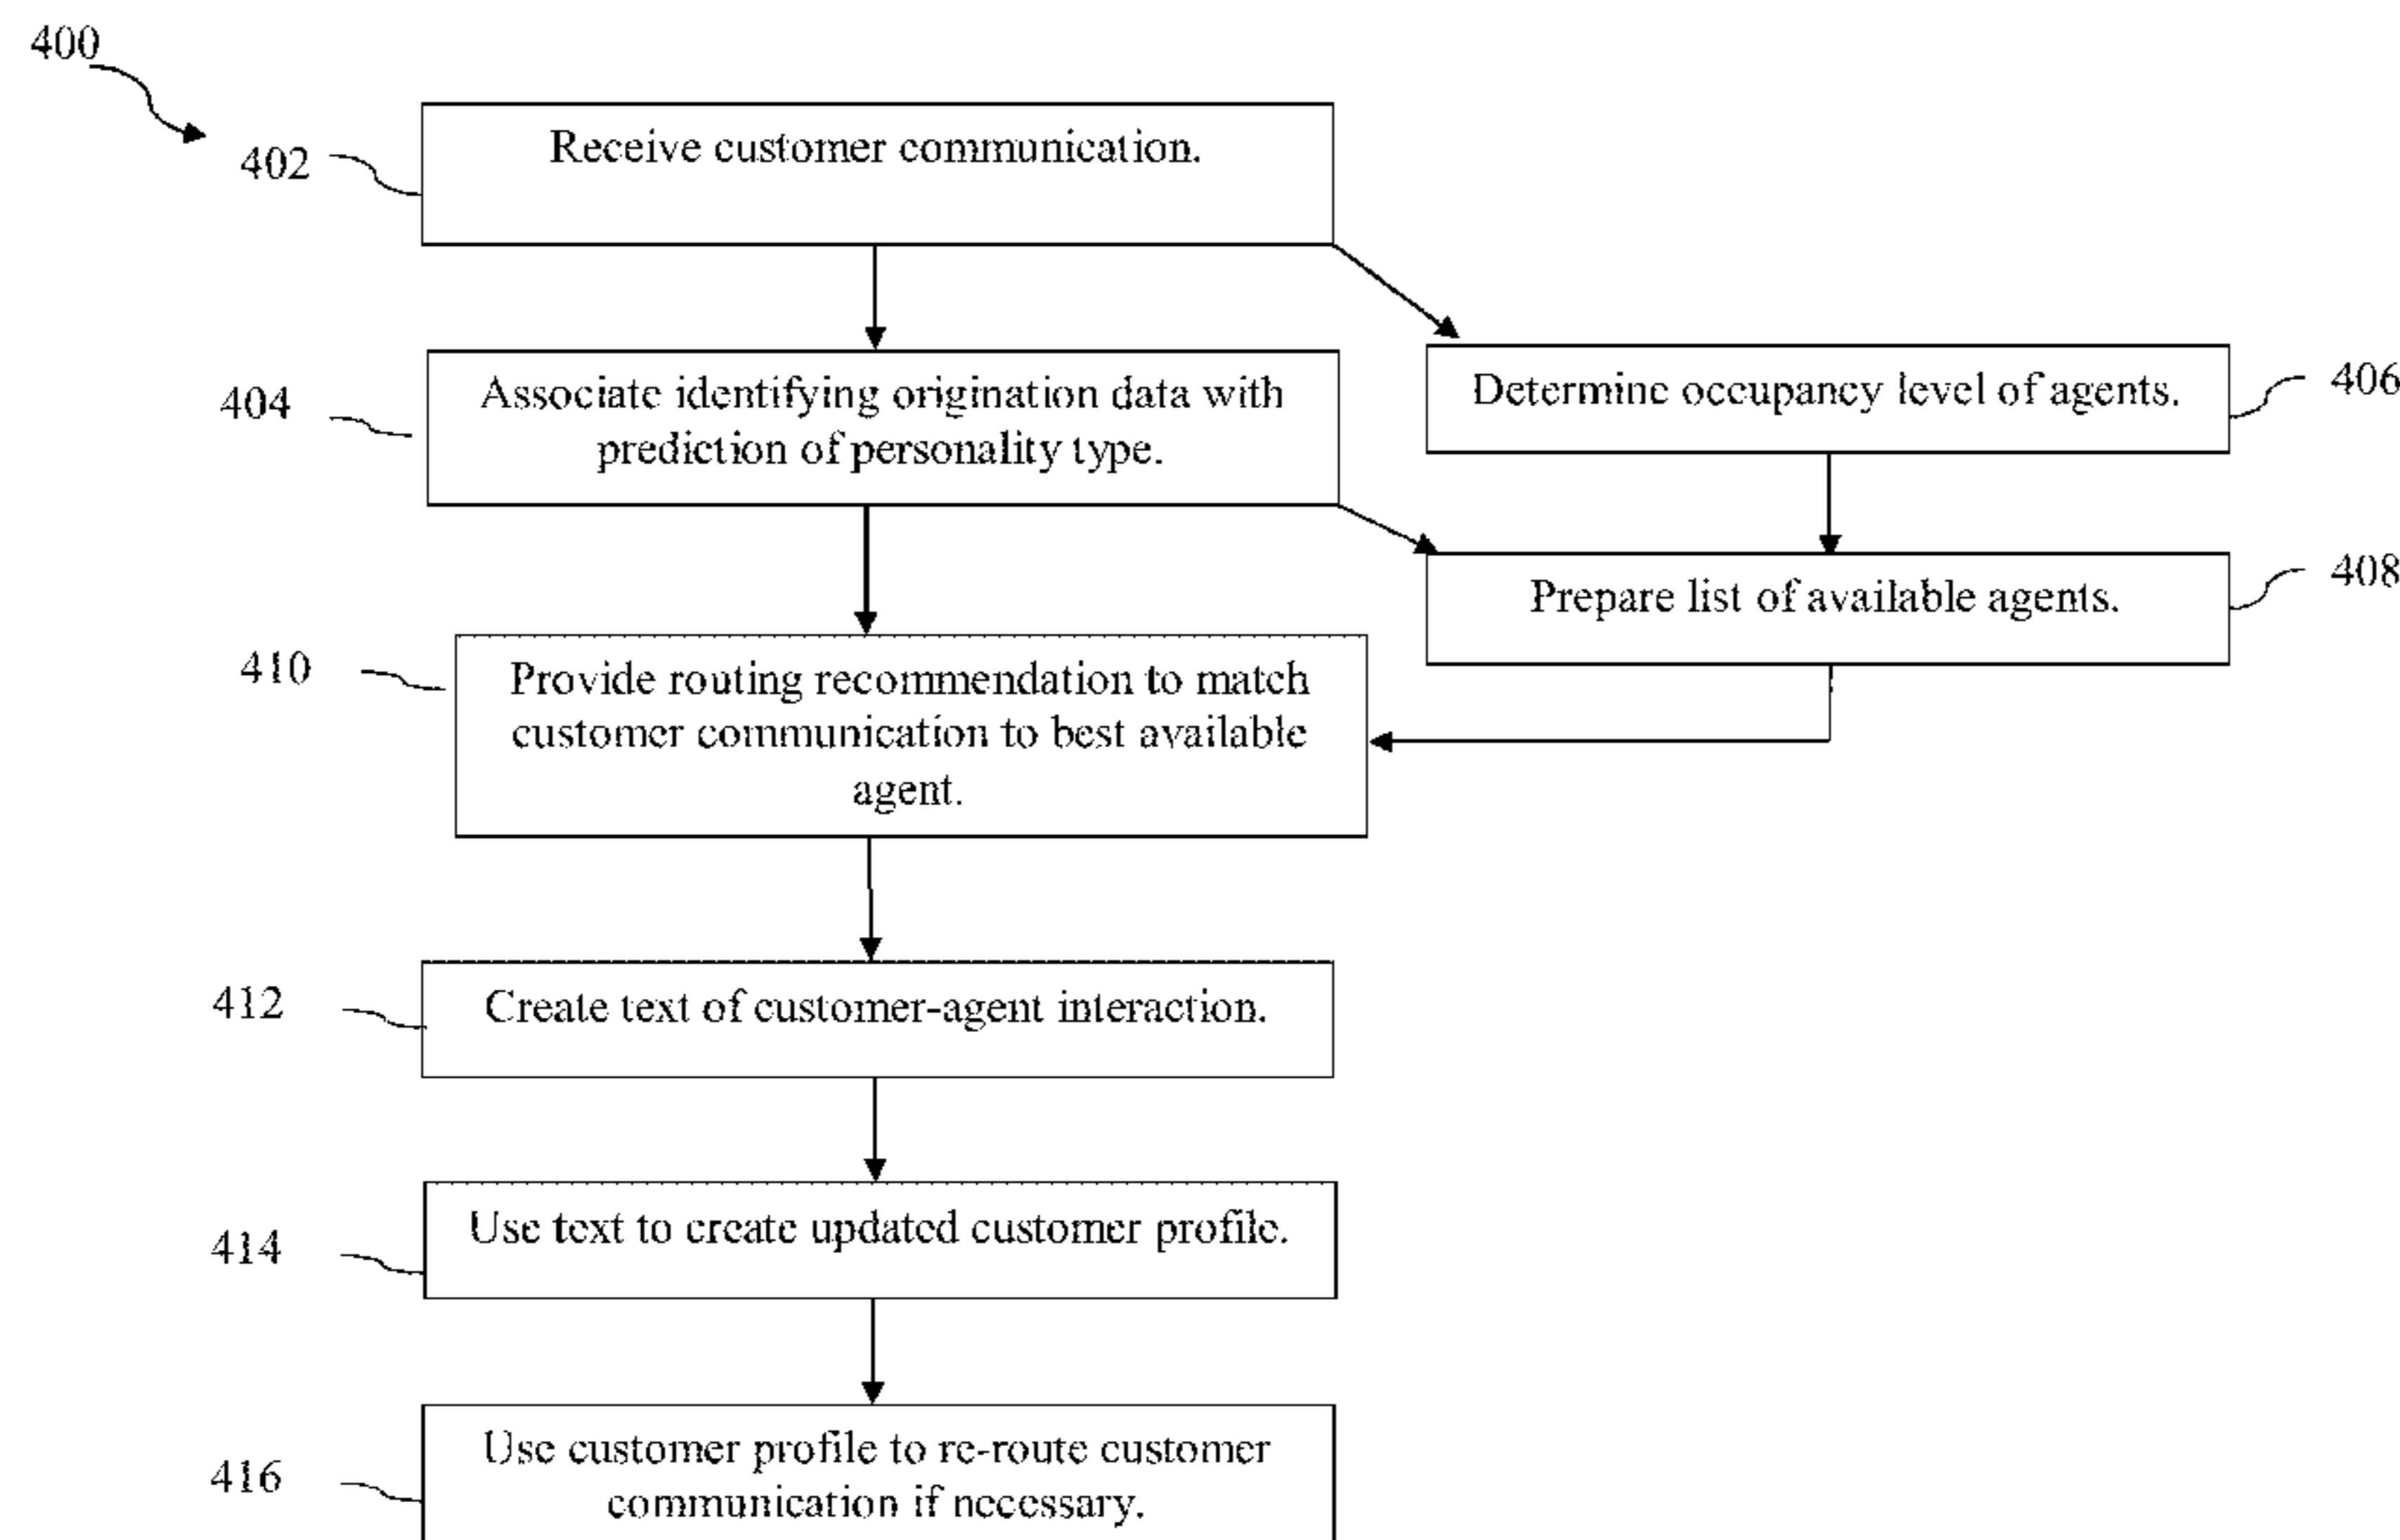 400
402
Receive customer communication.
404
Associate identifying origination data with
prediction of personality type.
Determine occupancy level of agents.
406
Prepare list of available agents.
408
410
Provide routing recommendation to match
customer communication to best available
agent.
412
Create text of customer-agent interaction.
414
Use text to create updated customer profile.
416
Use customer profile to re-route customer
communication if necessary.